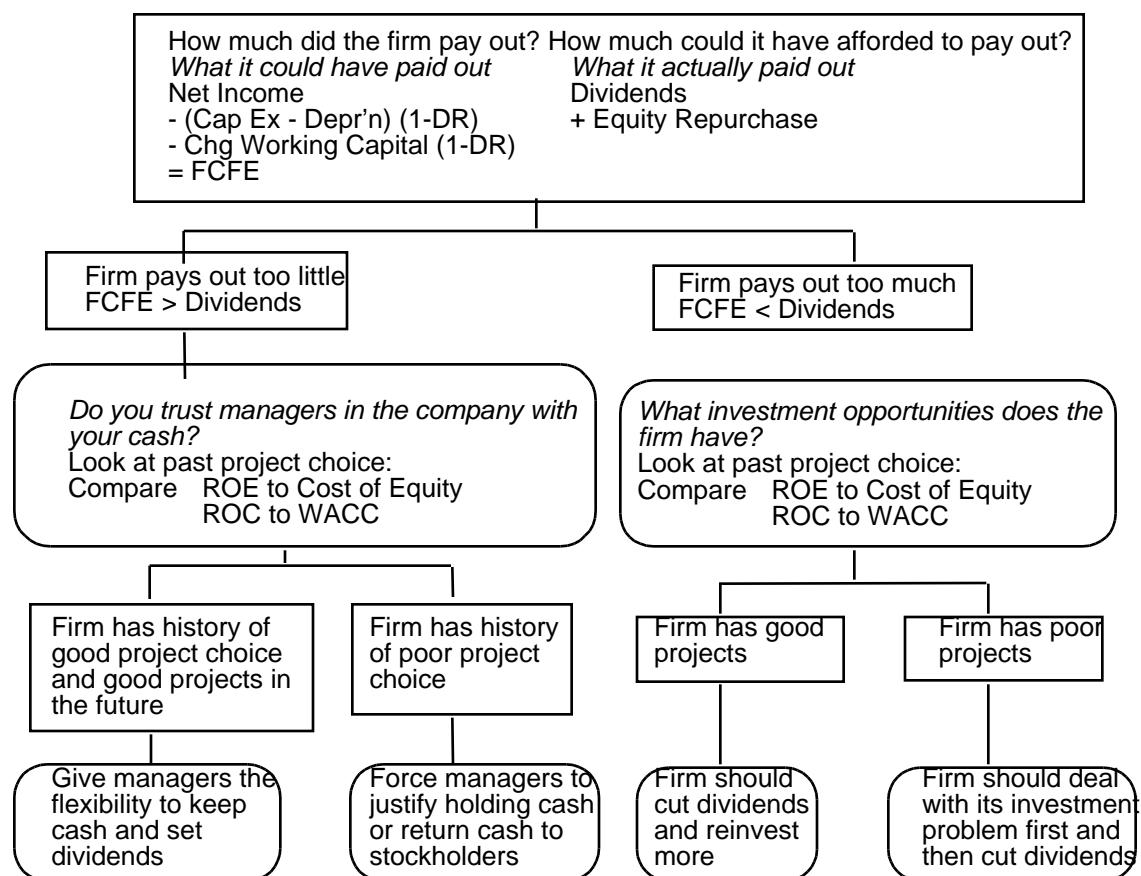 How much did the firm pay out? How much could it have afforded to pay out?
What it could have paid out What it actually paid out
Net Income Dividends
- (Cap Ex - Depr’n) (1-DR) + Equity Repurchase
- Chg Working Capital (1-DR)
= FCFE
Firm pays out too little
FCFE > Dividends
Firm pays out too much
FCFE < Dividends
Do you trust managers in the company with
your cash?
Look at past project choice:
Compare ROE to Cost of Equity
ROC to WACC
What investment opportunities does the
firm have?
Look at past project choice:
Compare ROE to Cost of Equity
ROC to WACC
Firm has history of
good project choice
and good projects in
the future
Firm has history
of poor project
choice
Firm has good
projects
Firm has poor
projects
Give managers the
flexibility to keep
cash and set
dividends
Force managers to
justify holding cash
or return cash to
stockholders
Firm should
cut dividends
and reinvest
more
Firm should deal
with its investment
problem first and
then cut dividends